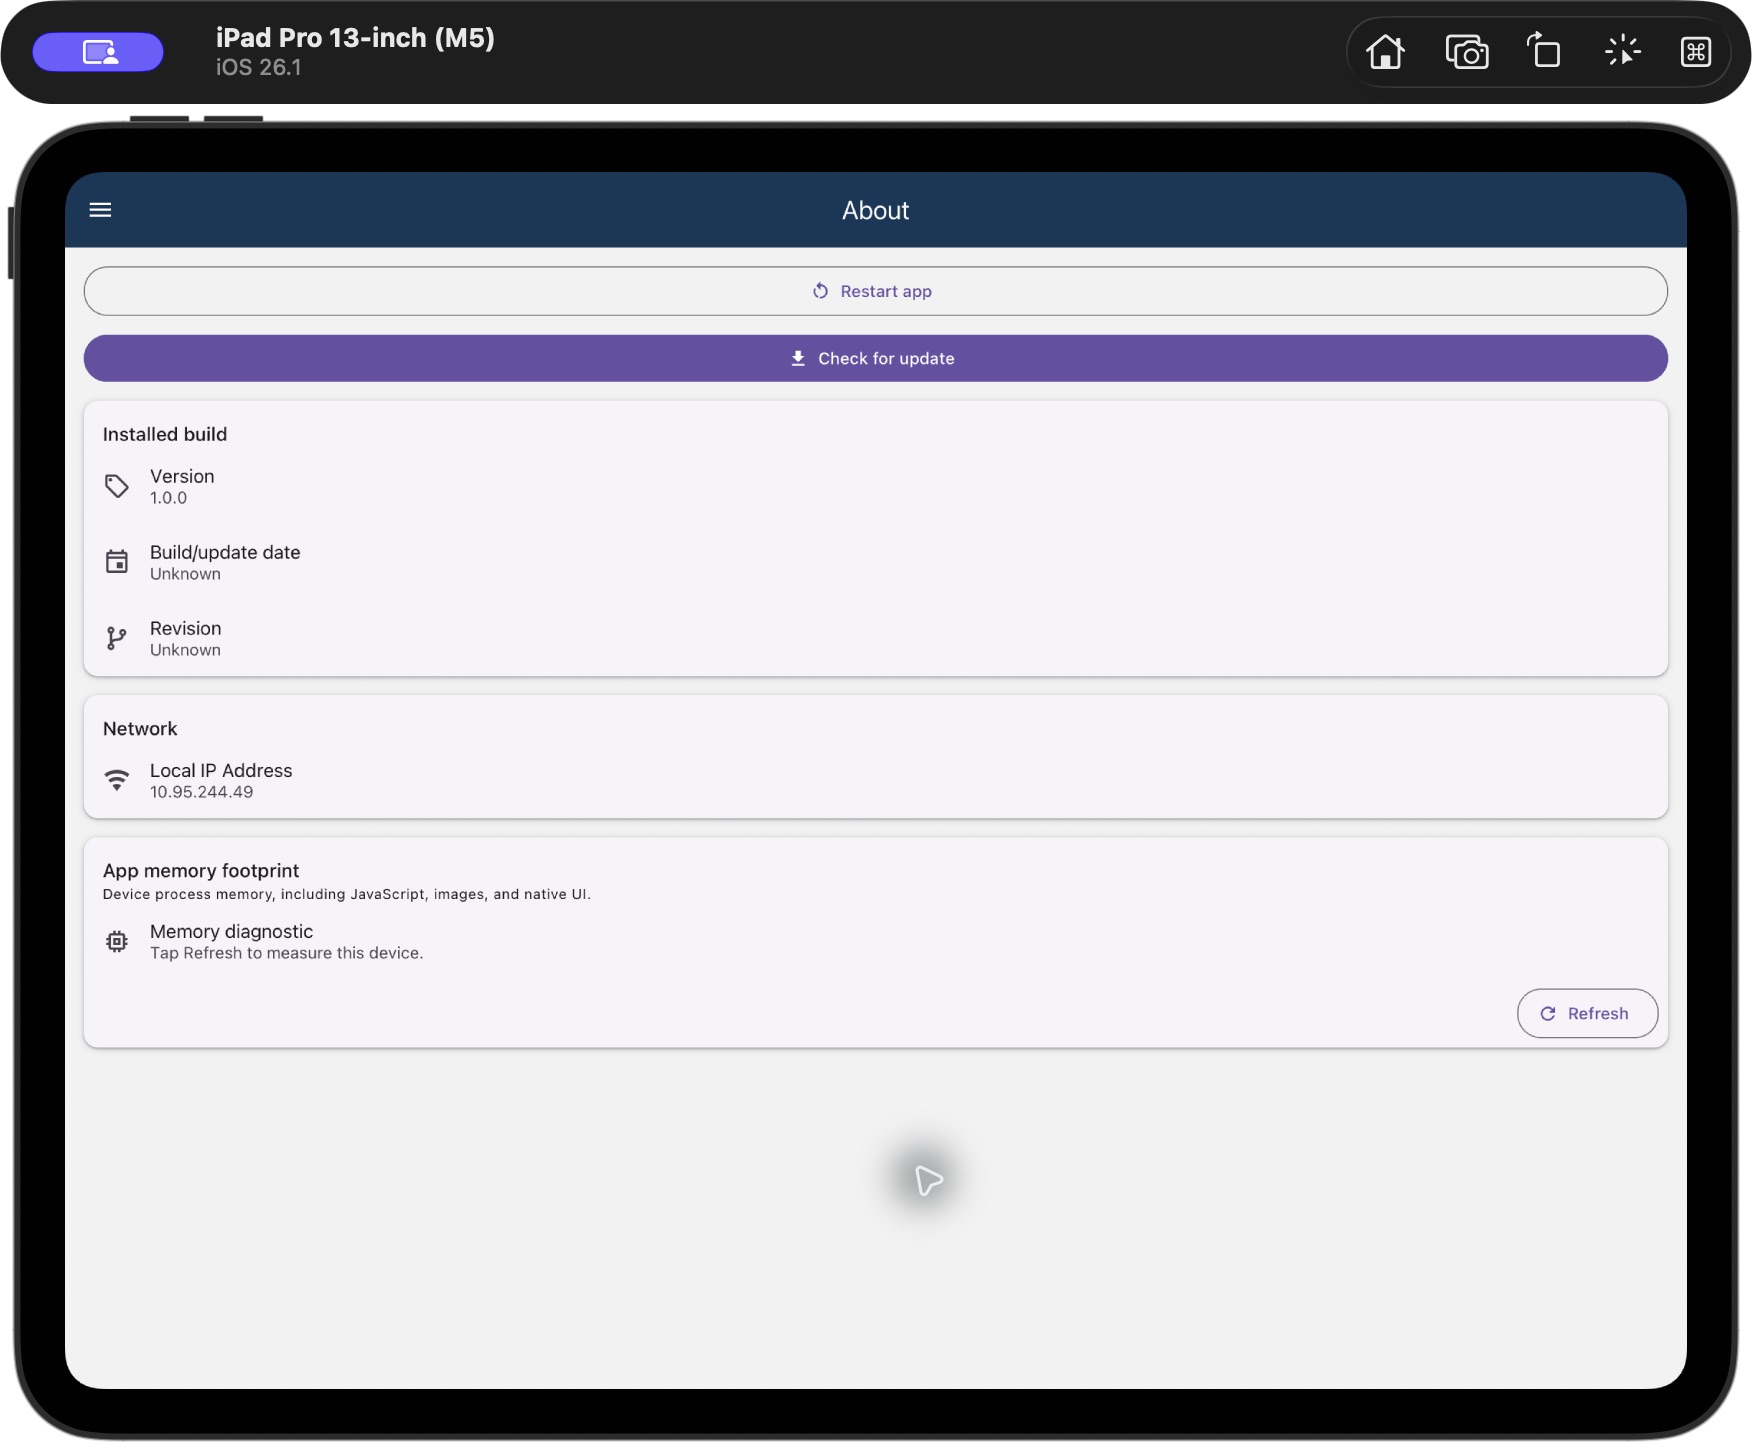 iPad Pro 13-inch (M5)
iOS 26.1
About
Restart app
Check for update
Installed build
Version
1.0.0
Build/update date
Unknown
Revision
Unknown
Network
Local IP Address
10.95.244.49
App memory footprint
Device process memory, including JavaScript, images, and native UI.
Memory diagnostic
Tap Refresh to measure this device.
Refresh